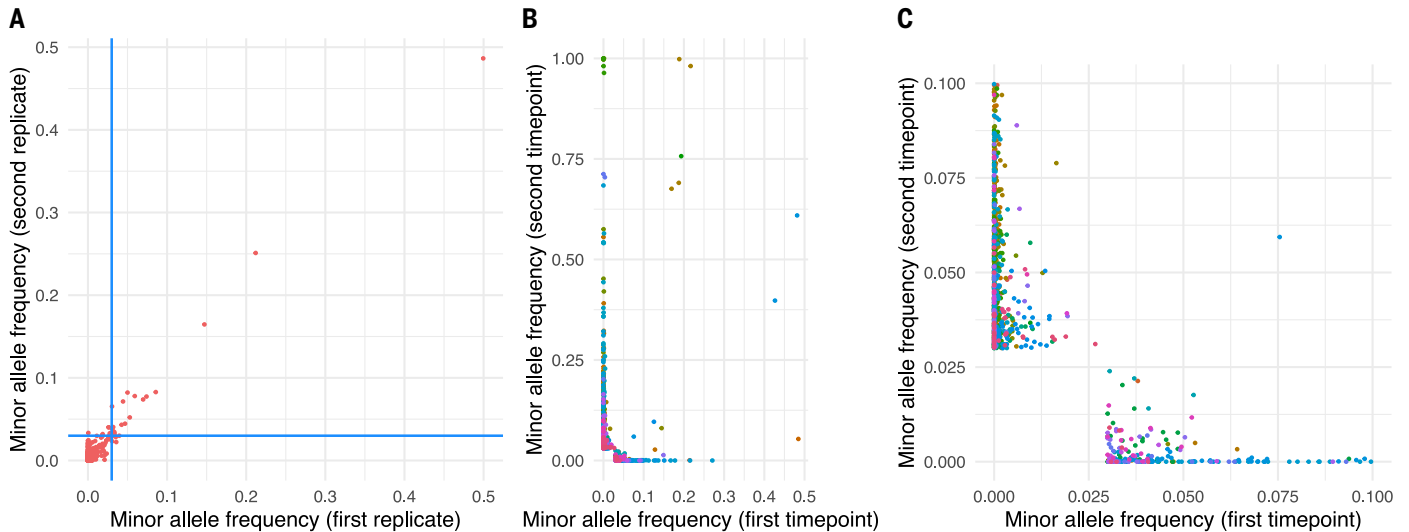 A
Minor allele frequency (second replicate)
0.5
0.4
0.3
0.2
0.1
0.0
0.0 0.1 0.2 0.3 0.4 0.5
Minor allele frequency (first replicate)
B
Minor allele frequency (second timepoint)
1.00
0.75
0.50
0.25
0.00
0.0 0.1 0.2 0.3 0.4 0.5
Minor allele frequency (first timepoint)
C
Minor allele frequency (second timepoint)
0.100
0.075
0.050
0.025
0.000
0.000 0.025 0.050 0.075 0.100
Minor allele frequency (first timepoint)